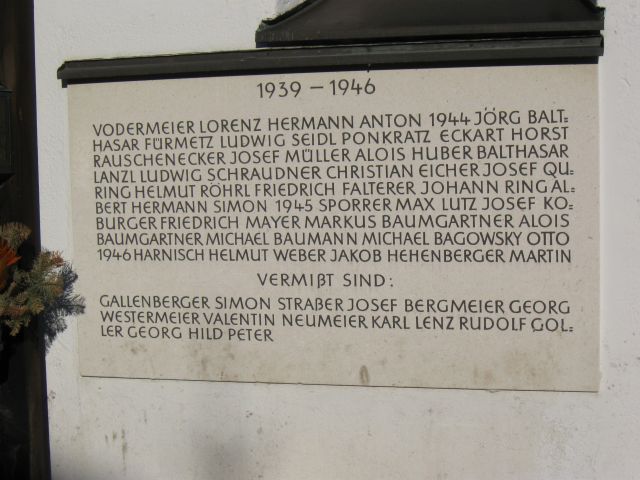 1939 – 1946
VODERMEIER LORENZ HERMANN ANTON 1944 JÖRG BALT:
HASAR FÜRMETZ LUDWIG SEIDL PONKRATZ ECKART HORST
RAUSCHENECKER JOSEF MÜLLER ALOIS HUBER BALTHASAR
LANZL LUDWIG SCHRAUDNER CHRISTIAN EICHER JOSEF QU:
RING HELMUT RÖHRL FRIEDRICH FALTERER JOHANN RING AL:
BERT HERMANN SIMON 1945 SPORRER MAX LUTZ JOSEF KO:
BURGER FRIEDRICH MAYER MARKUS BAUMGARTNER ALOIS
BAUMGARTNER MICHAEL BAUMANN MICHAEL BAGOWSKY OTTO
1946 HARNISCH HELMUT WEBER JAKOB HEHENBERGER MARTIN
VERMIßT SIND:
GALLENBERGER SIMON STRAßER JOSEF BERGMEIER GEORG
WESTERMEIER VALENTIN NEUMEIER KARL LENZ RUDOLF GOL:
LER GEORG HILD PETER